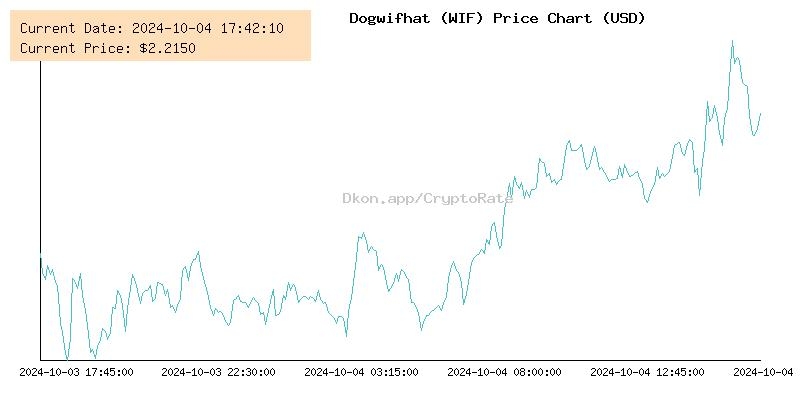 Dogwifhat (WIF) Price Chart (USD)
Current Date: 2024-10-04 17:42:10
Current Price: $2.2150
Dkon.app/CryptoRate
2024-10-03 17:45:00 2024-10-03 22:30:00 2024-10-04 03:15:00 2024-10-04 08:00:00 2024-10-04 12:45:00 2024-10-04